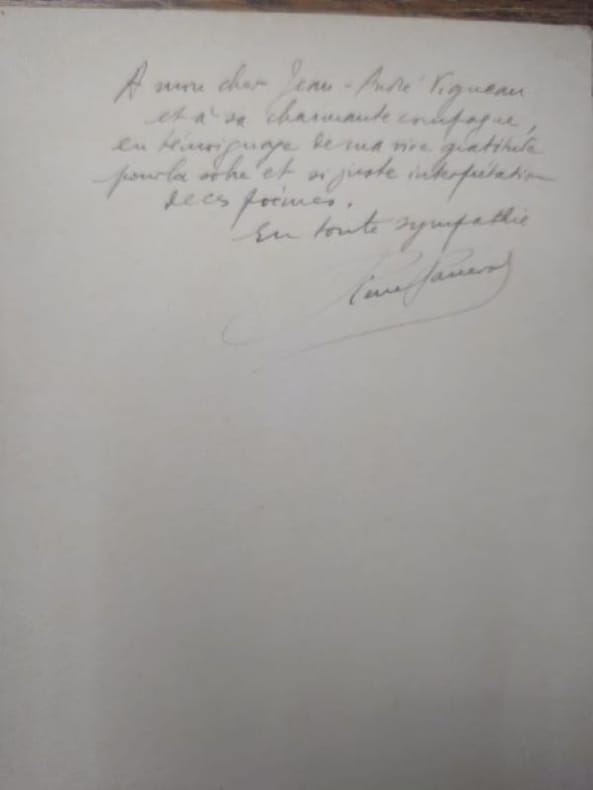 A mon cher Jean-André Vigneau
et à sa charmante compagne,
en témoignage de ma vive gratitude
pour la sobre et si juste interprétation
de ces poèmes.
En toute sympathie